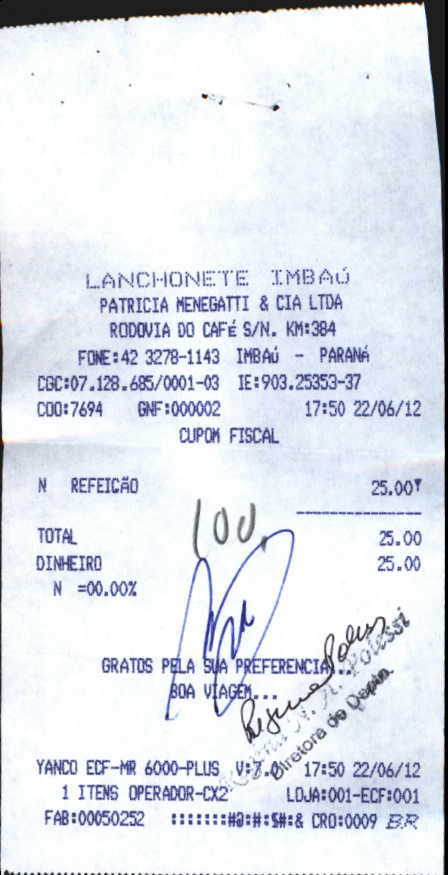 LANCHONETE IMBAÚ
PATRICIA MENEGATTI & CIA LTDA
RODOVIA DO CAFé S/N. KM:384
FONE:42 3278-1143 IMBAú - PARANá
CGC:07.128.685/0001-03 IE:903.25353-37
COO:7694 GNF:000002 17:50 22/06/12
CUPOM FISCAL
N REFEIÇÃO 25.00T
100,
TOTAL 25.00
DINHEIRO 25.00
N =00.00%
GRATOS PELA SUA PREFERENCIA...
BOA VIAGEM...
Diretora de Depto.
YANCO ECF-MR 6000-PLUS V:7.0 17:50 22/06/12
1 ITENS OPERADOR-CX2 LOJA:001-ECF:001
FAB:00050252 :::::::#@:#:$#:& CRO:0009 BR